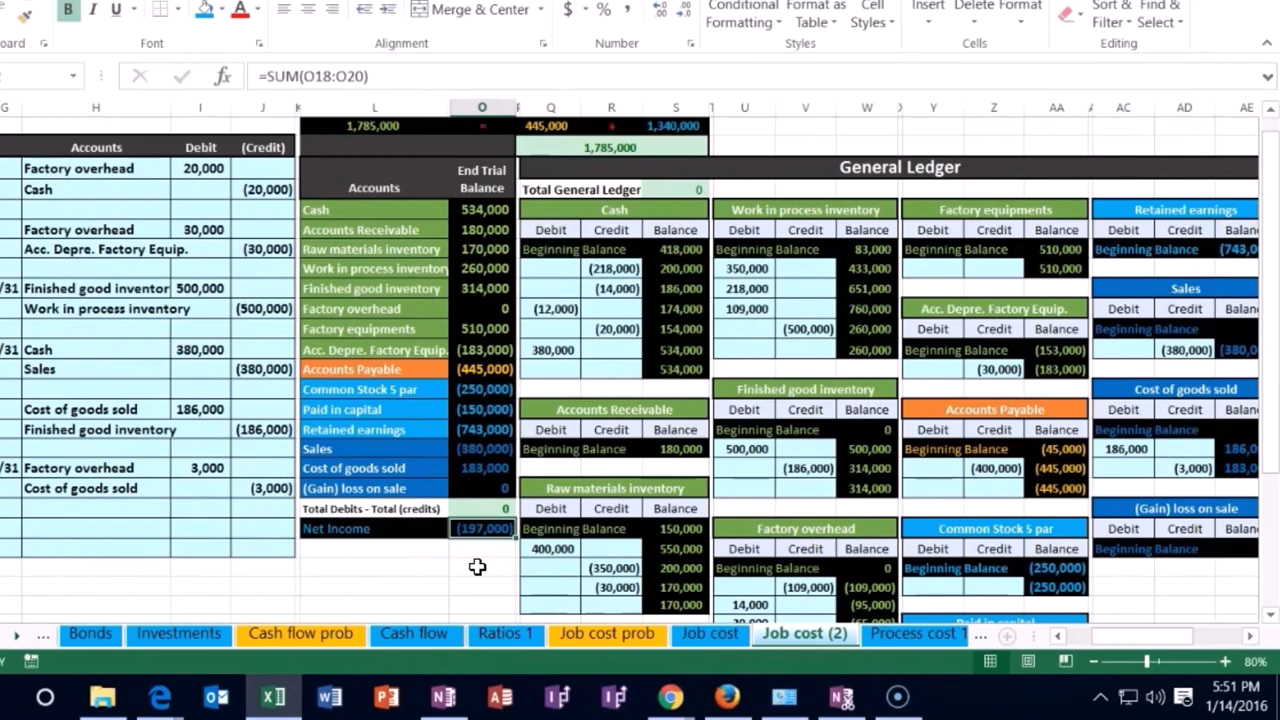 Conditional Format as Cell Insert Delete Format Sort & Find &
B I U A Merge & Center $ % , Formatting Table Styles Filter Select
oard Font Alignment Number Styles Cells Editing
fx =SUM(O18:O20)
G H I J K L O P Q R S T U V W Y Z AA AC AD AE
1,785,000 = 445,000 + 1,340,000
Accounts Debit (Credit) 1,785,000
Factory overhead 20,000 End Trial General Ledger
Cash (20,000) Accounts Balance Total General Ledger 0
Cash 534,000 Cash Work in process inventory Factory equipments Retained earnings
Factory overhead 30,000 Accounts Receivable 180,000 Debit Credit Balance Debit Credit Balance Debit Credit Balance Debit Credit Balan
Acc. Depre. Factory Equip. (30,000) Raw materials inventory 170,000 Beginning Balance 418,000 Beginning Balance 83,000 Beginning Balance 510,000 Beginning Balance (743,0
Work in process inventory 260,000 (218,000) 200,000 350,000 433,000 510,000
/31 Finished good inventor 500,000 Finished good inventory 314,000 (14,000) 186,000 218,000 651,000 Sales
Work in process inventory (500,000) Factory overhead 0 (12,000) 174,000 109,000 760,000 Acc. Depre. Factory Equip. Debit Credit Balan
Factory equipments 510,000 (20,000) 154,000 (500,000) 260,000 Debit Credit Balance Beginning Balance
/31 Cash 380,000 Acc. Depre. Factory Equip. (183,000) 380,000 534,000 260,000 Beginning Balance (153,000) (380,000) (380,0
Sales (380,000) Accounts Payable (445,000) 534,000 (30,000) (183,000)
Common Stock 5 par (250,000) Finished good inventory Cost of goods sold
Cost of goods sold 186,000 Paid in capital (150,000) Accounts Receivable Debit Credit Balance Accounts Payable Debit Credit Balan
Finished good inventory (186,000) Retained earnings (743,000) Debit Credit Balance Beginning Balance 0 Debit Credit Balance Beginning Balance
Sales (380,000) Beginning Balance 180,000 500,000 500,000 Beginning Balance (45,000) 186,000 186,0
/31 Factory overhead 3,000 Cost of goods sold 183,000 (186,000) 314,000 (400,000) (445,000) (3,000) 183,0
Cost of goods sold (3,000) (Gain) loss on sale 0 Raw materials inventory 314,000 (445,000)
Total Debits - Total (credits) 0 Debit Credit Balance (Gain) loss on sale
Net Income (197,000) Beginning Balance 150,000 Factory overhead Common Stock 5 par Debit Credit Balan
400,000 550,000 Debit Credit Balance Debit Credit Balance Beginning Balance
(350,000) 200,000 Beginning Balance 0 Beginning Balance (250,000)
(30,000) 170,000 (109,000) (109,000) (250,000)
170,000 14,000 (95,000)
... Bonds Investments Cash flow prob Cash flow Ratios 1 Job cost prob Job cost Job cost (2) Process cost 1 ...
80%
5:51 PM
1/14/2016